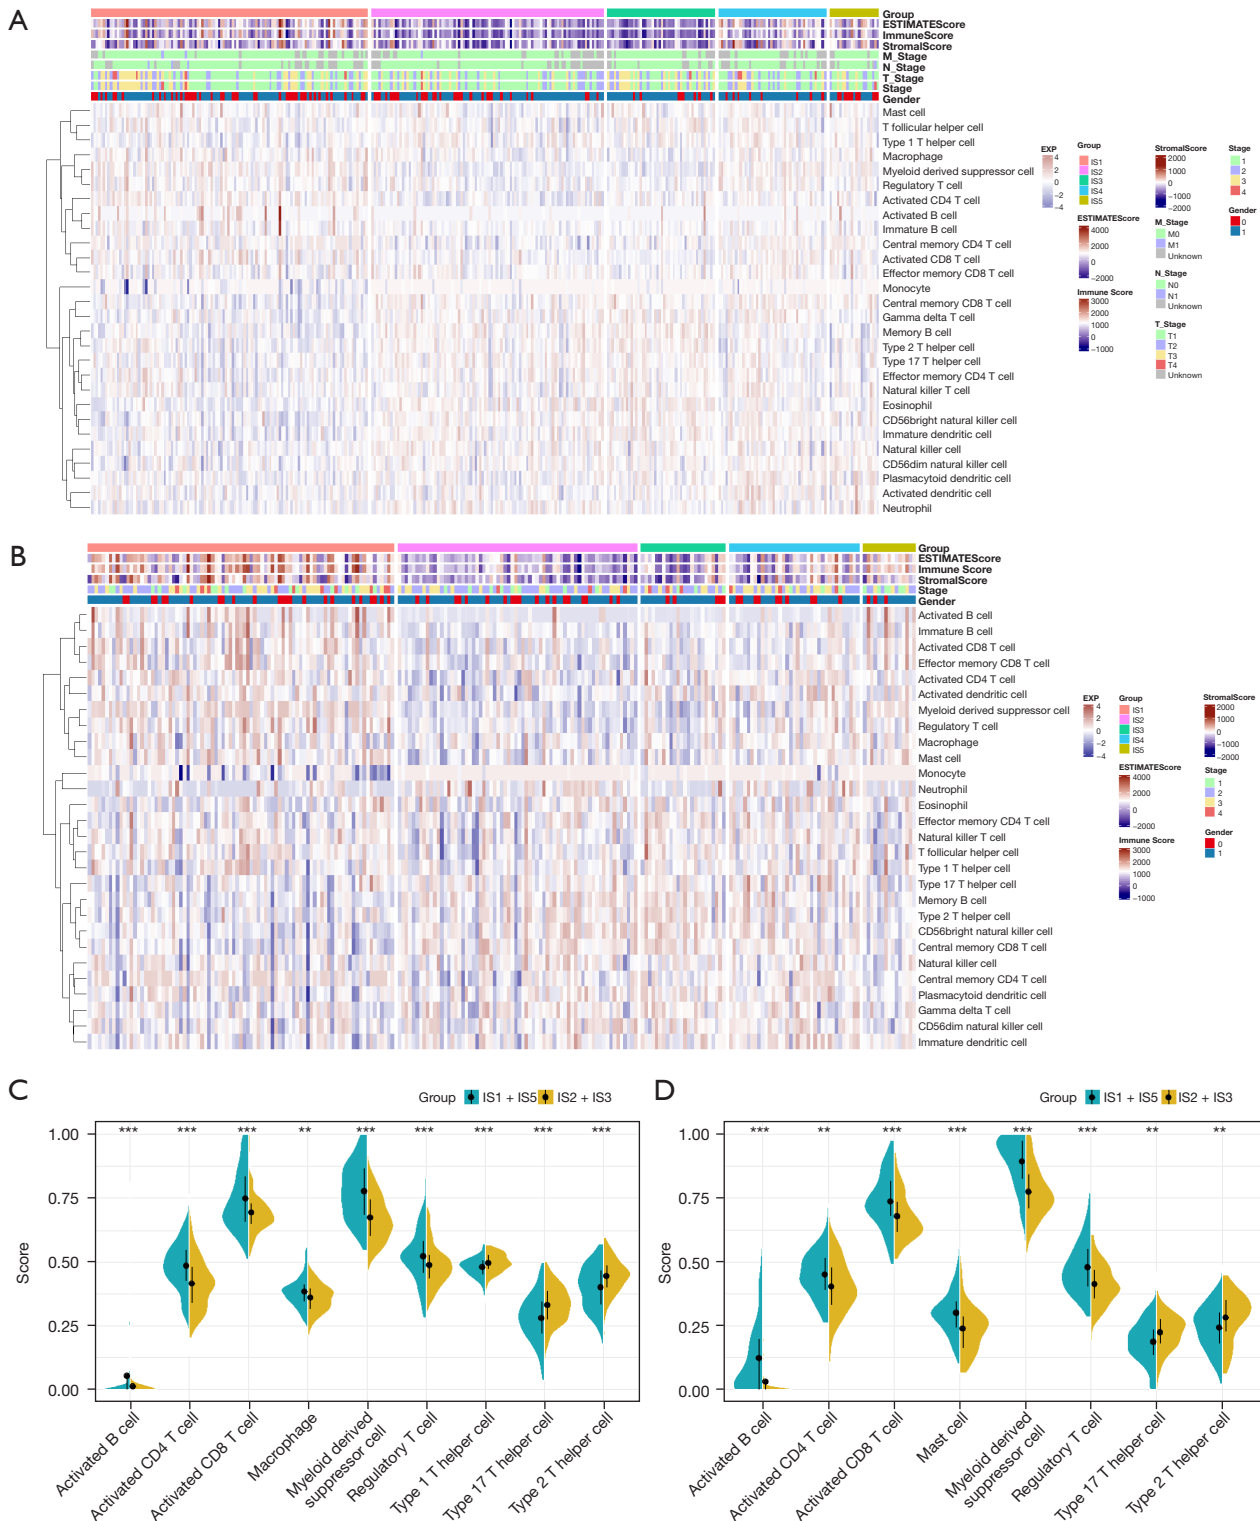 A
Group
ESTIMATEScore
ImmuneScore
StromalScore
M_Stage
N_Stage
T_Stage
Stage
Gender
Mast cell
T follicular helper cell
Type 1 T helper cell
Macrophage
Myeloid derived suppressor cell
Regulatory T cell
Activated CD4 T cell
Activated B cell
Immature B cell
Central memory CD4 T cell
Activated CD8 T cell
Effector memory CD8 T cell
Monocyte
Central memory CD8 T cell
Gamma delta T cell
Memory B cell
Type 2 T helper cell
Type 17 T helper cell
Effector memory CD4 T cell
Natural killer T cell
Eosinophil
CD56bright natural killer cell
Immature dendritic cell
Natural killer cell
CD56dim natural killer cell
Plasmacytoid dendritic cell
Activated dendritic cell
Neutrophil
EXP
4
2
0
−2
−4
Group
IS1
IS2
IS3
IS4
IS5
ESTIMATEScore
4000
2000
0
−2000
Immune Score
3000
2000
1000
0
−1000
StromalScore
2000
1000
0
−1000
−2000
M_Stage
M0
M1
Unknown
N_Stage
N0
N1
Unknown
T_Stage
T1
T2
T3
T4
Unknown
Stage
1
2
3
4
Gender
0
1
B
Group
ESTIMATEScore
Immune Score
StromalScore
Stage
Gender
Activated B cell
Immature B cell
Activated CD8 T cell
Effector memory CD8 T cell
Activated CD4 T cell
Activated dendritic cell
Myeloid derived suppressor cell
Regulatory T cell
Macrophage
Mast cell
Monocyte
Neutrophil
Eosinophil
Effector memory CD4 T cell
Natural killer T cell
T follicular helper cell
Type 1 T helper cell
Type 17 T helper cell
Memory B cell
Type 2 T helper cell
CD56bright natural killer cell
Central memory CD8 T cell
Natural killer cell
Central memory CD4 T cell
Plasmacytoid dendritic cell
Gamma delta T cell
CD56dim natural killer cell
Immature dendritic cell
EXP
4
2
0
−2
−4
Group
IS1
IS2
IS3
IS4
IS5
ESTIMATEScore
4000
2000
0
−2000
Immune Score
3000
2000
1000
0
−1000
StromalScore
2000
1000
0
−1000
−2000
Stage
1
2
3
4
Gender
0
1
C
Group IS1 + IS5 IS2 + IS3
*** *** *** ** *** *** *** *** ***
Score
1.00
0.75
0.50
0.25
0.00
Activated B cell
Activated CD4 T cell
Activated CD8 T cell
Macrophage
Myeloid derived
suppressor cell
Regulatory T cell
Type 1 T helper cell
Type 17 T helper cell
Type 2 T helper cell
D
Group IS1 + IS5 IS2 + IS3
*** ** *** *** *** *** ** **
Score
1.00
0.75
0.50
0.25
0.00
Activated B cell
Activated CD4 T cell
Activated CD8 T cell
Mast cell
Myeloid derived
suppressor cell
Regulatory T cell
Type 17 T helper cell
Type 2 T helper cell